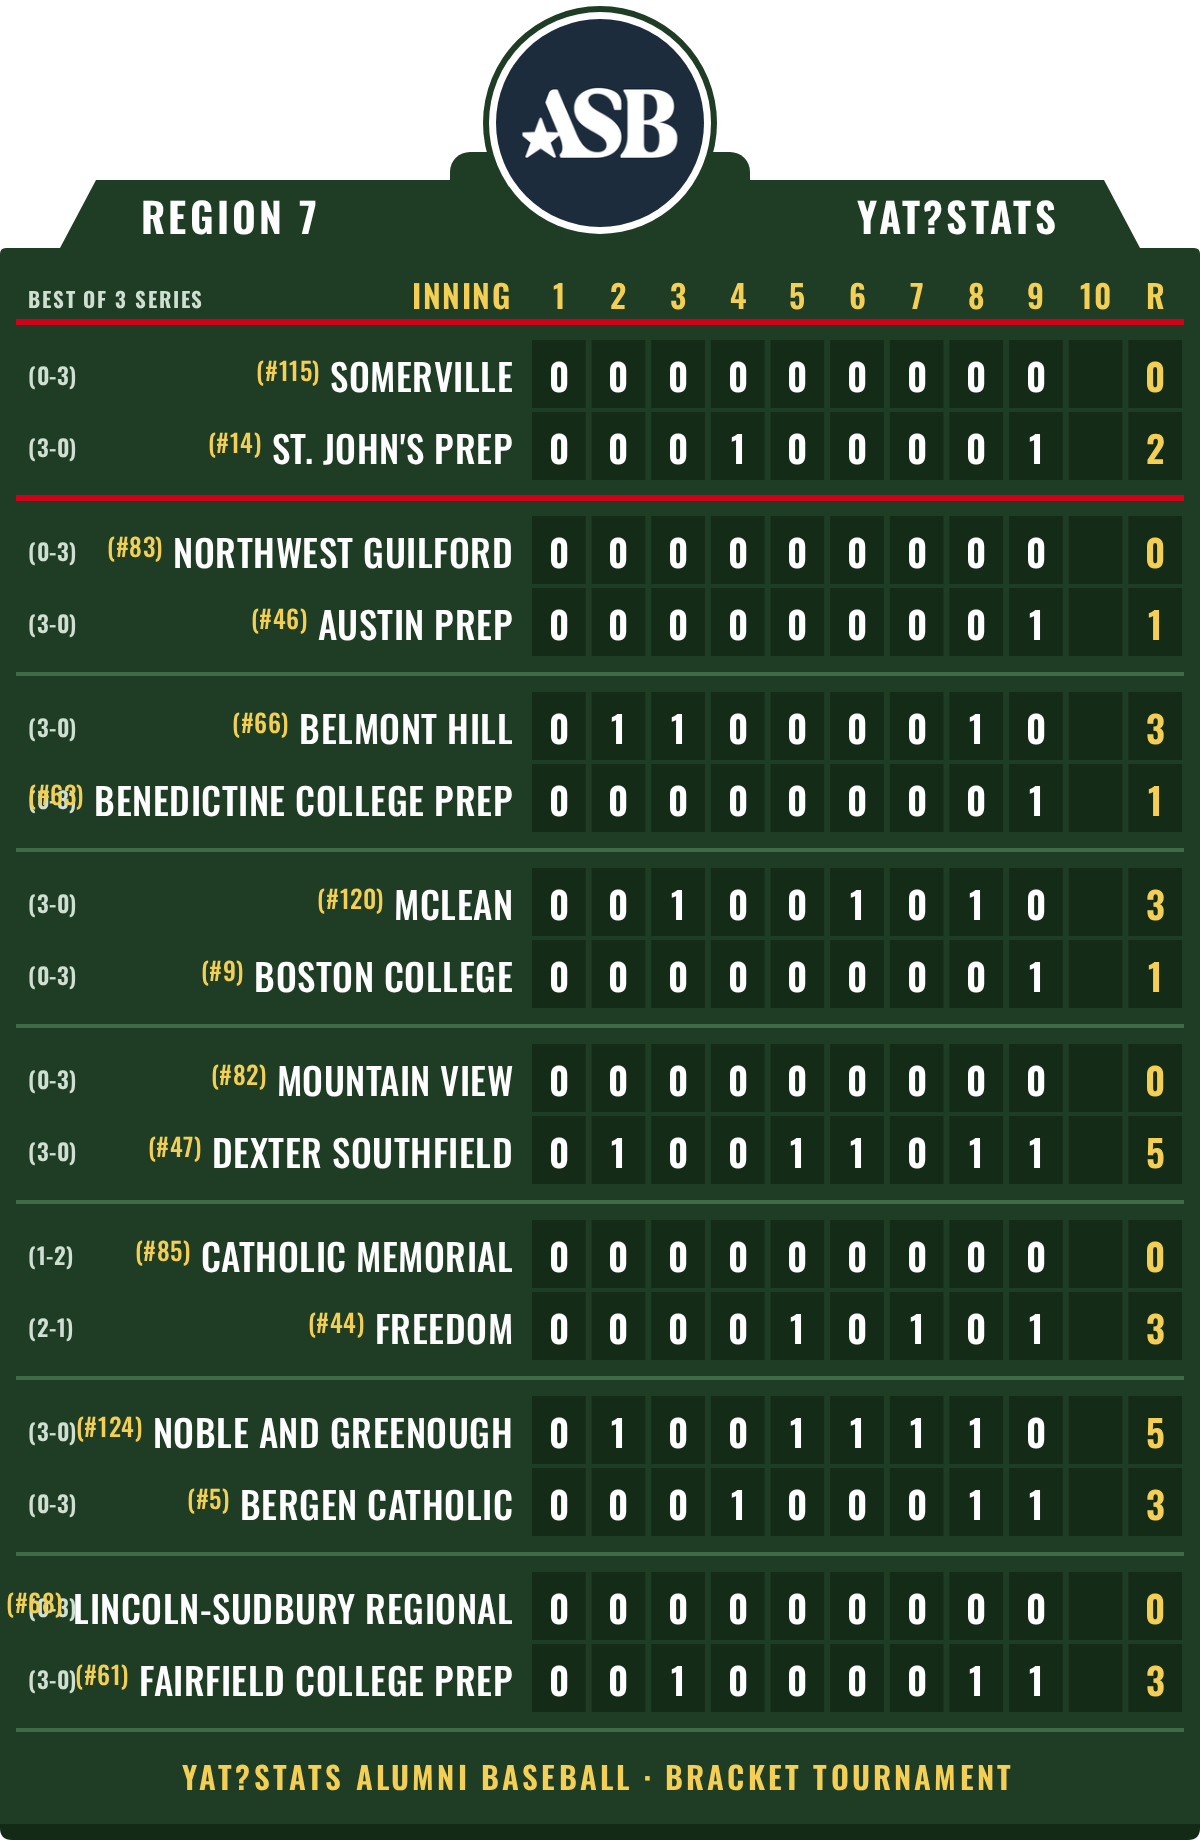 ASB
REGION 7 YAT?STATS
BEST OF 3 SERIES INNING 1 2 3 4 5 6 7 8 9 10 R
(0-3) (#115) SOMERVILLE 0 0 0 0 0 0 0 0 0 0
(3-0) (#14) ST. JOHN'S PREP 0 0 0 1 0 0 0 0 1 2
(0-3) (#83) NORTHWEST GUILFORD 0 0 0 0 0 0 0 0 0 0
(3-0) (#46) AUSTIN PREP 0 0 0 0 0 0 0 0 1 1
(3-0) (#66) BELMONT HILL 0 1 1 0 0 0 0 1 0 3
(0-3) (#63) BENEDICTINE COLLEGE PREP 0 0 0 0 0 0 0 0 1 1
(3-0) (#120) MCLEAN 0 0 1 0 0 1 0 1 0 3
(0-3) (#9) BOSTON COLLEGE 0 0 0 0 0 0 0 0 1 1
(0-3) (#82) MOUNTAIN VIEW 0 0 0 0 0 0 0 0 0 0
(3-0) (#47) DEXTER SOUTHFIELD 0 1 0 0 1 1 0 1 1 5
(1-2) (#85) CATHOLIC MEMORIAL 0 0 0 0 0 0 0 0 0 0
(2-1) (#44) FREEDOM 0 0 0 0 1 0 1 0 1 3
(3-0) (#124) NOBLE AND GREENOUGH 0 1 0 0 1 1 1 1 0 5
(0-3) (#5) BERGEN CATHOLIC 0 0 0 1 0 0 0 1 1 3
(0-3) (#68) LINCOLN-SUDBURY REGIONAL 0 0 0 0 0 0 0 0 0 0
(3-0) (#61) FAIRFIELD COLLEGE PREP 0 0 1 0 0 0 0 1 1 3
YAT?STATS ALUMNI BASEBALL · BRACKET TOURNAMENT